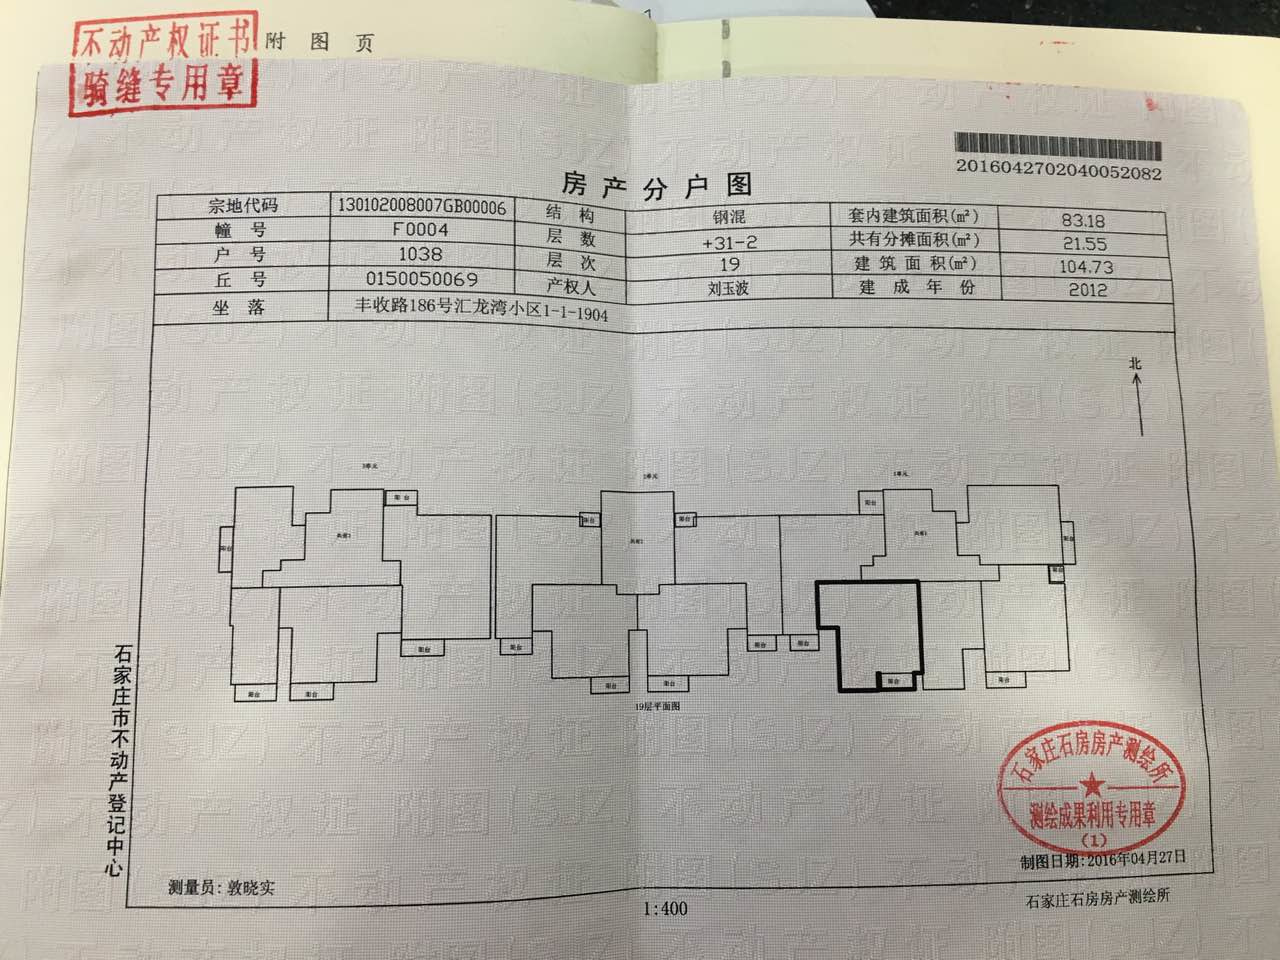 不动产权证书
骑缝专用章
附 图 页
2016042702040052082
房 产 分 户 图
宗地代码 130102008007GB00006 结 构 钢混 套内建筑面积(m²) 83.18
幢 号 F0004 层 数 +31-2 共有分摊面积(m²) 21.55
户 号 1038 层 次 19 建 筑 面 积(m²) 104.73
丘 号 0150050069 产权人 刘玉波 建 成 年 份 2012
坐 落 丰收路186号汇龙湾小区1-1-1904
北
3单元 2单元 1单元
阳台 阳台 阳台 阳台
阳台 阳台
阳台
阳台 阳台 阳台 阳台
阳台 阳台 阳台 阳台 阳台 阳台
19层平面图
石家庄市不动产登记中心
石家庄石房房产测绘所
测绘成果利用专用章
(1)
制图日期:2016年04月27日
测量员: 敦晓实
1:400
石家庄石房房产测绘所
不动产权证 附图(SJZ)